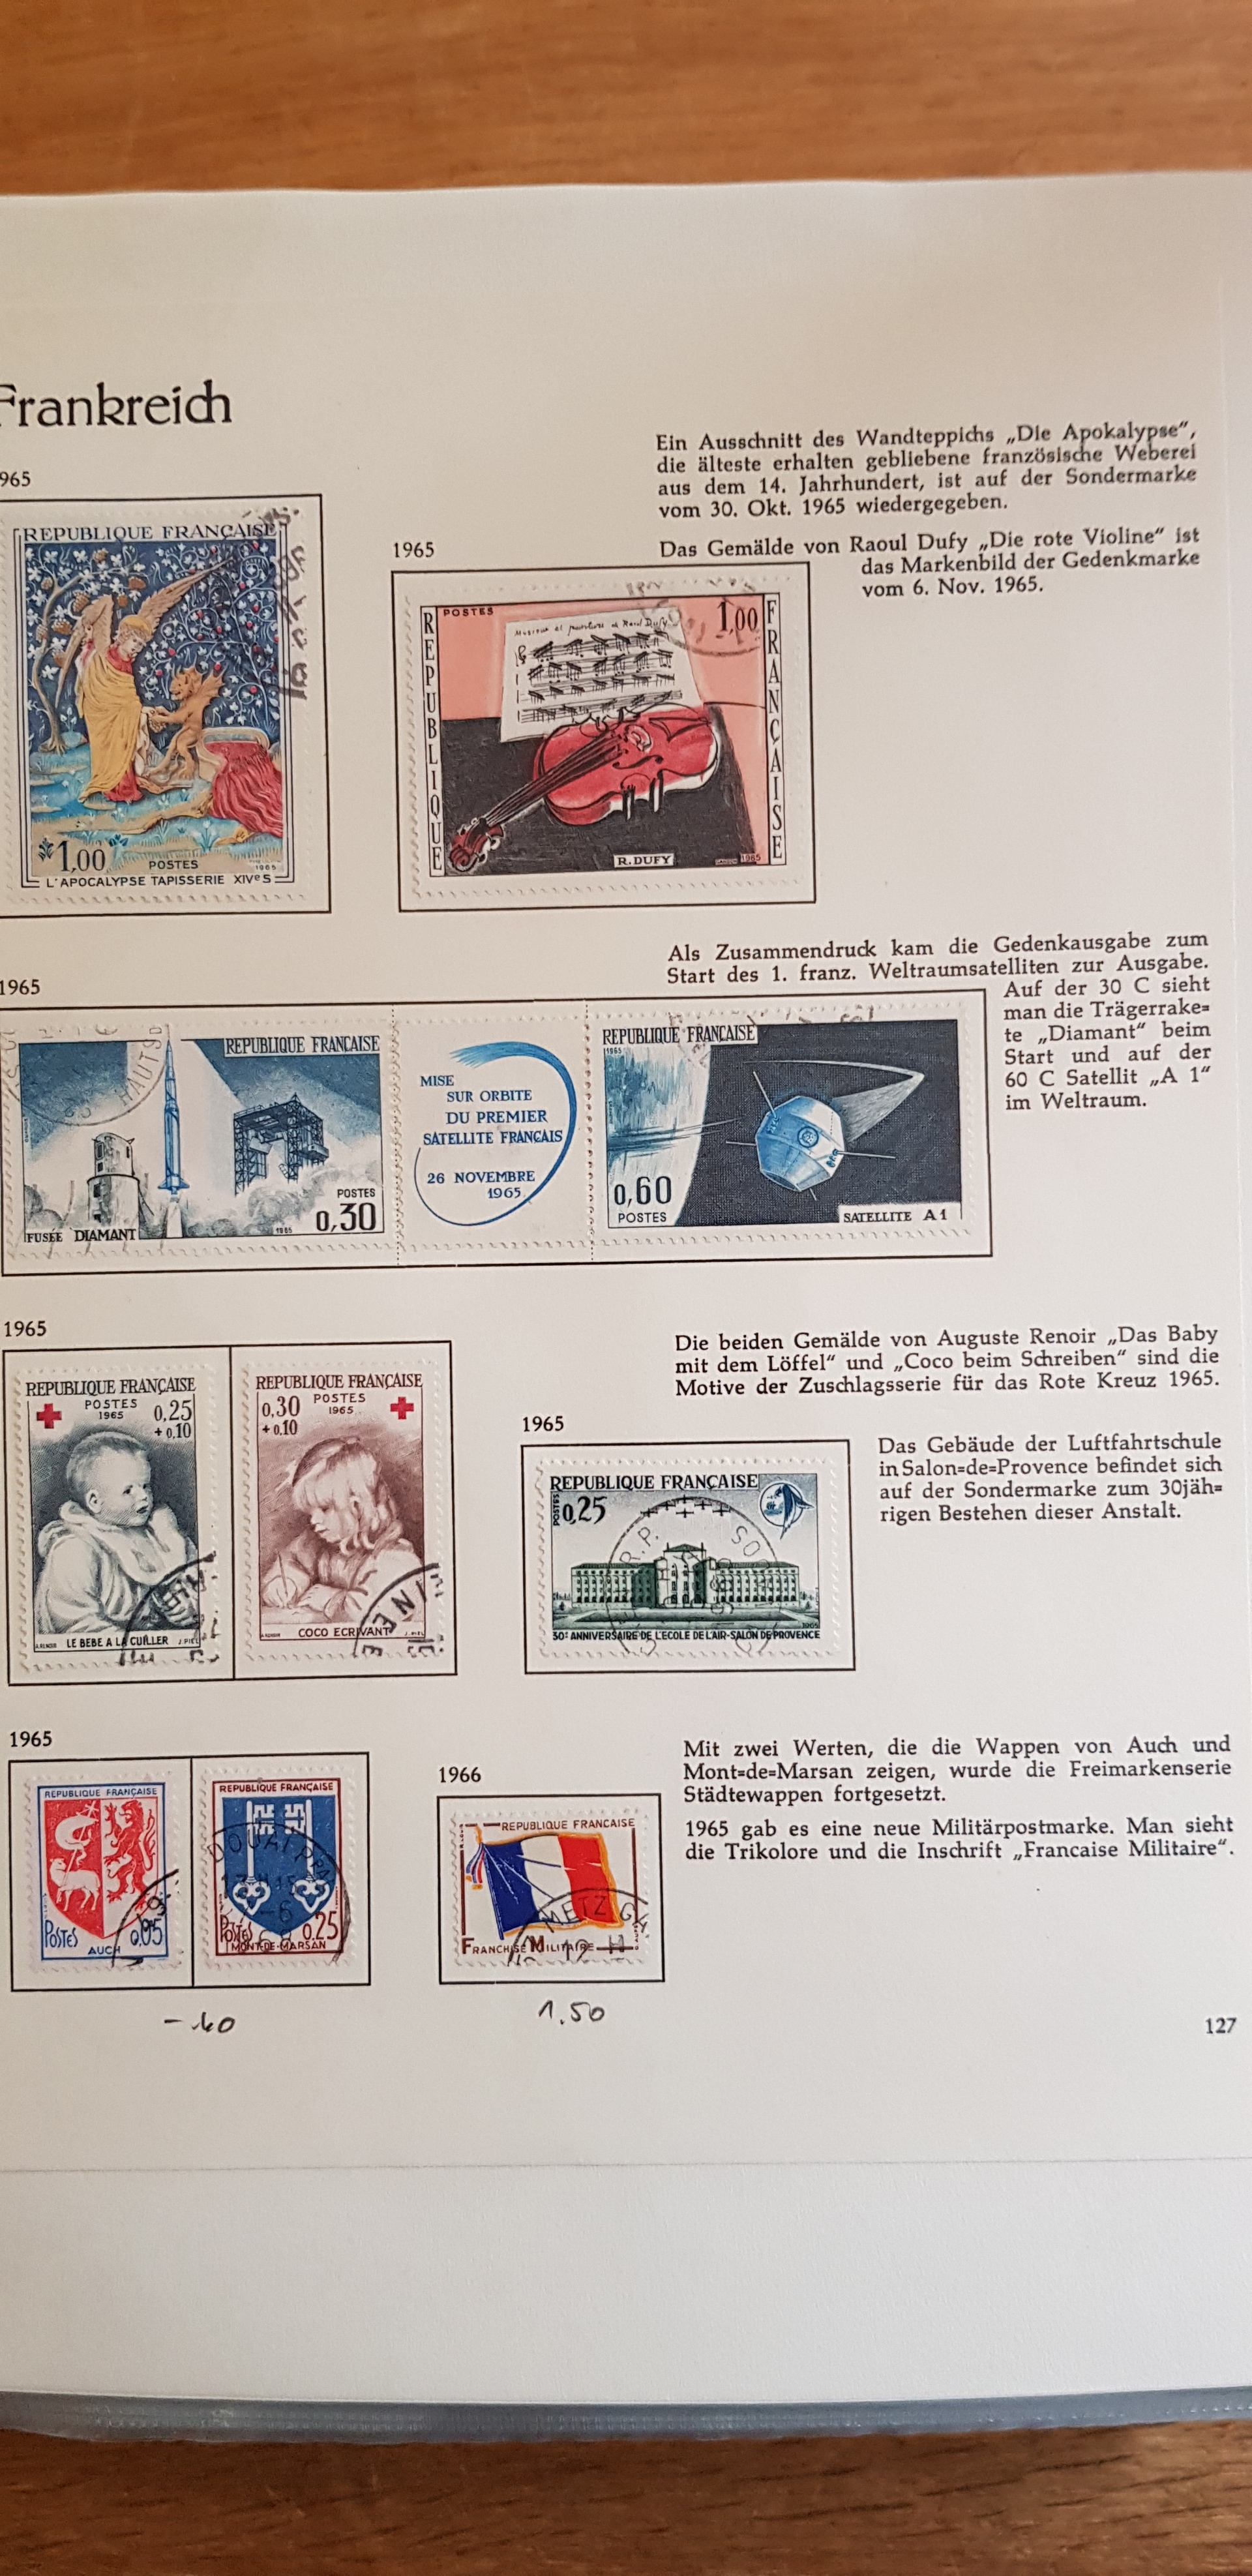 Frankreich
Ein Ausschnitt des Wandteppichs „Die Apokalypse“,
die älteste erhalten gebliebene französische Weberei
aus dem 14. Jahrhundert, ist auf der Sondermarke
vom 30. Okt. 1965 wiedergegeben.
Das Gemälde von Raoul Dufy „Die rote Violine“ ist
das Markenbild der Gedenkmarke
vom 6. Nov. 1965.
965
REPUBLIQUE FRANÇAISE
1,00
POSTES
1965
L'APOCALYPSE TAPISSERIE XIVe S
1965
POSTES
1,00
REPUBLIQUE
FRANÇAISE
R. DUFY
1965
Als Zusammendruck kam die Gedenkausgabe zum
Start des 1. franz. Weltraumsatelliten zur Ausgabe.
Auf der 30 C sieht
man die Trägerrake=
te „Diamant“ beim
Start und auf der
60 C Satellit „A 1“
im Weltraum.
1965
REPUBLIQUE FRANÇAISE
POSTES
0,30
FUSÉE DIAMANT
1965
HAUTS
MISE
SUR ORBITE
DU PREMIER
SATELLITE FRANÇAIS
26 NOVEMBRE
1965
REPUBLIQUE FRANÇAISE
1965
0,60
POSTES
SATELLITE A1
Die beiden Gemälde von Auguste Renoir „Das Baby
mit dem Löffel“ und „Coco beim Schreiben“ sind die
Motive der Zuschlagsserie für das Rote Kreuz 1965.
1965
REPUBLIQUE FRANÇAISE
POSTES
1965
0,25
+ 0,10
A. RENOIR LE BEBE A LA CUILLER J. PIEL
REPUBLIQUE FRANÇAISE
0,30
POSTES
1965
+ 0,10
COCO ECRIVANT
1965
REPUBLIQUE FRANÇAISE
POSTES
0,25
30e ANNIVERSAIRE DE L'ECOLE DE L'AIR-SALON DE PROVENCE
Das Gebäude der Luftfahrtschule
in Salon=de=Provence befindet sich
auf der Sondermarke zum 30jäh=
rigen Bestehen dieser Anstalt.
1965
REPUBLIQUE FRANÇAISE
POSTES
0,05
AUCH
REPUBLIQUE FRANÇAISE
DOUAI
POSTES
0,25
MONT-DE-MARSAN
1966
REPUBLIQUE FRANÇAISE
METZ
FRANCHISE MILITAIRE
Mit zwei Werten, die die Wappen von Auch und
Mont=de=Marsan zeigen, wurde die Freimarkenserie
Städtewappen fortgesetzt.
1965 gab es eine neue Militärpostmarke. Man sieht
die Trikolore und die Inschrift „Francaise Militaire“.
1.50
127